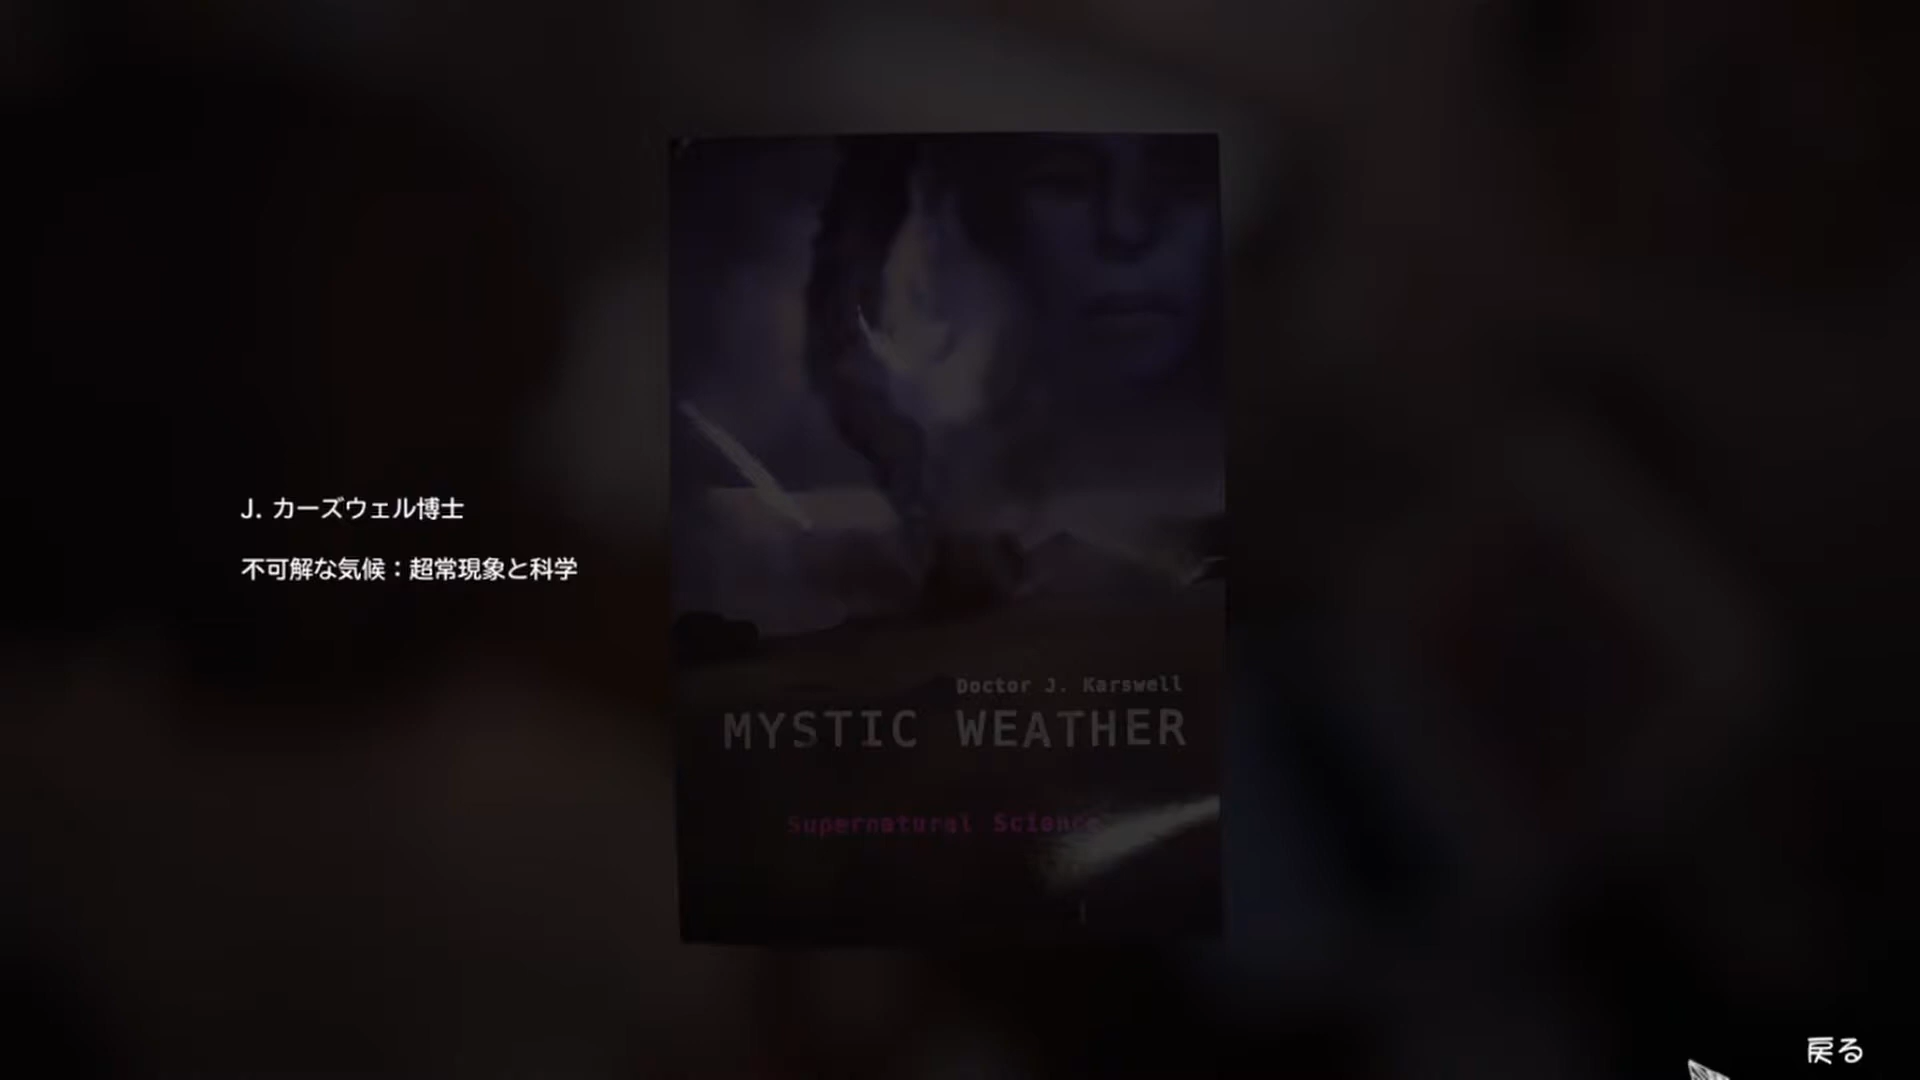 J. カーズウェル博士
不可解な気候：超常現象と科学
Doctor J. Karswell
MYSTIC WEATHER
Supernatural Science
戻る